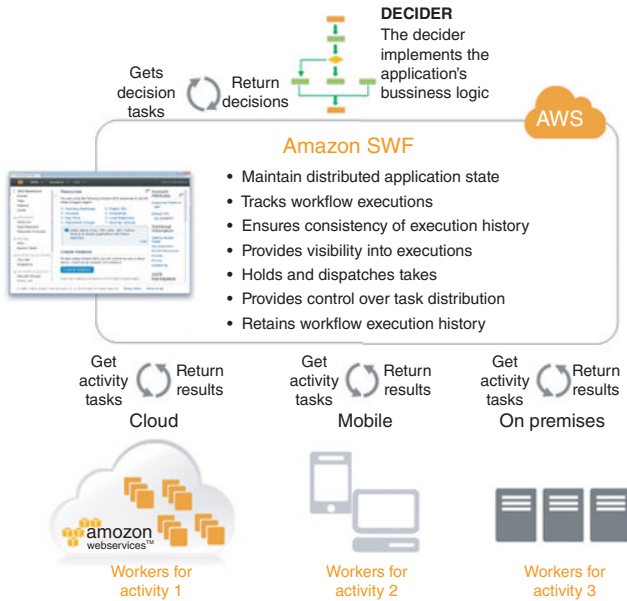 DECIDER
The decider
implements the
application's
bussiness logic
Gets
decision
tasks
Return
decisions
AWS
Amazon SWF
• Maintain distributed application state
• Tracks workflow executions
• Ensures consistency of execution history
• Provides visibility into executions
• Holds and dispatches takes
• Provides control over task distribution
• Retains workflow execution history
Resources
Get
activity
tasks
Return
results
Cloud
Get
activity
tasks
Return
results
Mobile
Get
activity
tasks
Return
results
On premises
amozon
webservices™
Workers for
activity 1
Workers for
activity 2
Workers for
activity 3